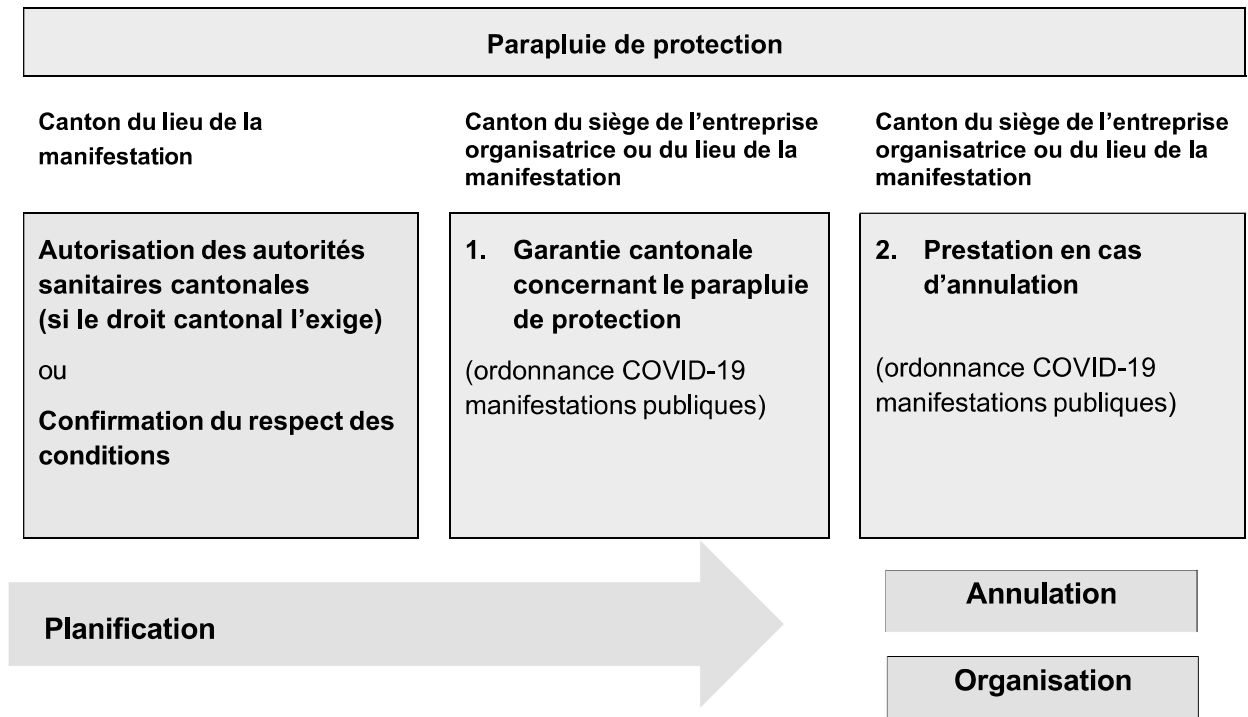 Parapluie de protection
Canton du lieu de la
manifestation
Canton du siège de l'entreprise
organisatrice ou du lieu de la
manifestation
Canton du siège de l'entreprise
organisatrice ou du lieu de la
manifestation
Autorisation des autorités
sanitaires cantonales
(si le droit cantonal l'exige)
ou
Confirmation du respect des
conditions
1. Garantie cantonale
concernant le parapluie
de protection
(ordonnance COVID-19
manifestations publiques)
2. Prestation en cas
d'annulation
(ordonnance COVID-19
manifestations publiques)
Planification
Annulation
Organisation